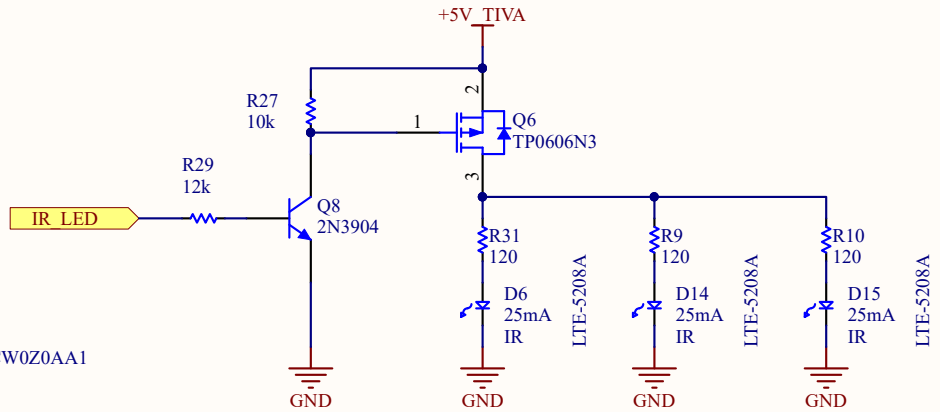 +5V_TIVA
R27
10k
2
1
Q6
TP0606N3
3
R29
12k
IR_LED
Q8
2N3904
R31
120
R9
120
R10
120
D6
25mA
IR
LTE-5208A
D14
25mA
IR
LTE-5208A
D15
25mA
IR
LTE-5208A
W0Z0AA1
GND
GND
GND
GND